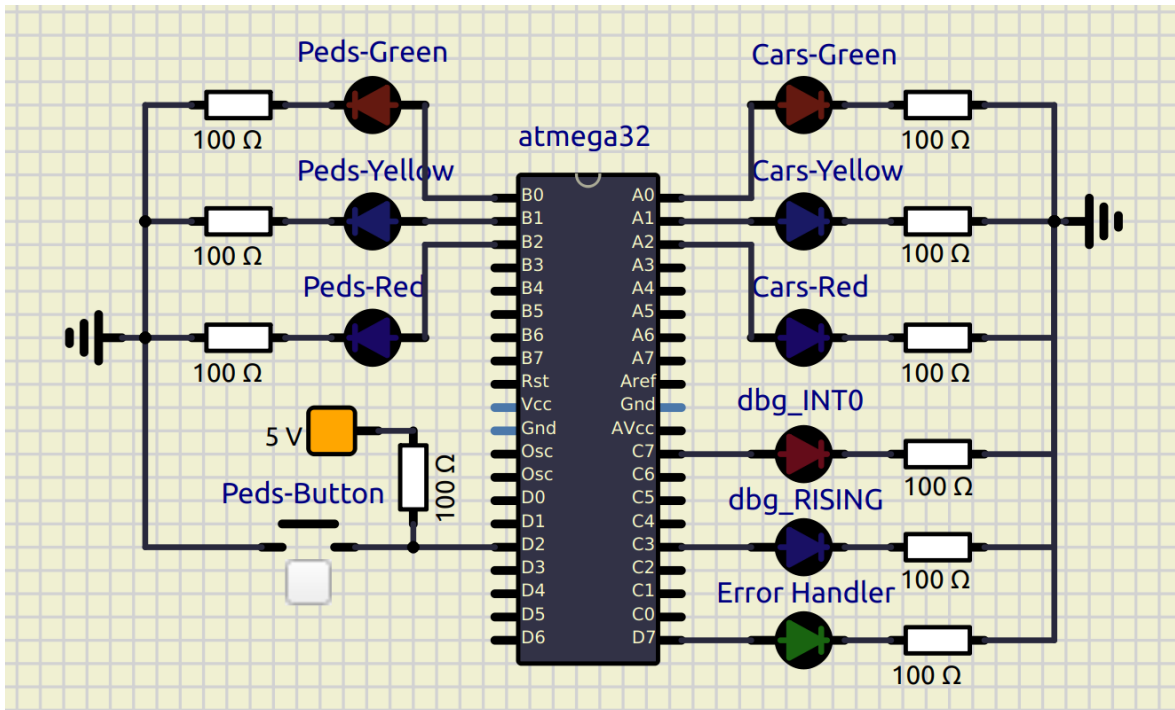 Peds-Green
100 Ω
Peds-Yellow
100 Ω
Peds-Red
100 Ω
5 V
100 Ω
Peds-Button
atmega32
B0
B1
B2
B3
B4
B5
B6
B7
Rst
Vcc
Gnd
Osc
Osc
D0
D1
D2
D3
D4
D5
D6
A0
A1
A2
A3
A4
A5
A6
A7
Aref
Gnd
AVcc
C7
C6
C5
C4
C3
C2
C1
C0
D7
Cars-Green
100 Ω
Cars-Yellow
100 Ω
Cars-Red
100 Ω
dbg_INT0
100 Ω
dbg_RISING
100 Ω
Error Handler
100 Ω